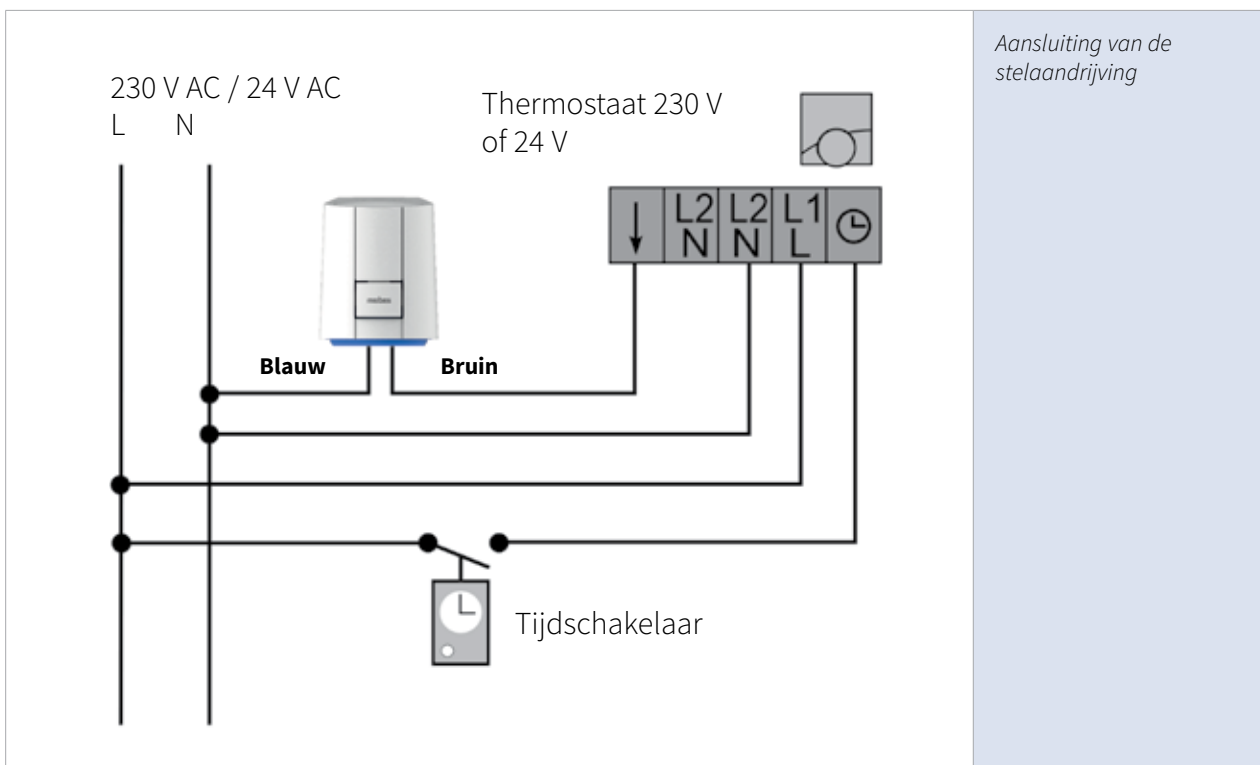 Aansluiting van de
stelaandrijving
230 V AC / 24 V AC
L N
Thermostaat 230 V
of 24 V
L2 L2 L1
N N L
Blauw Bruin
Tijdschakelaar